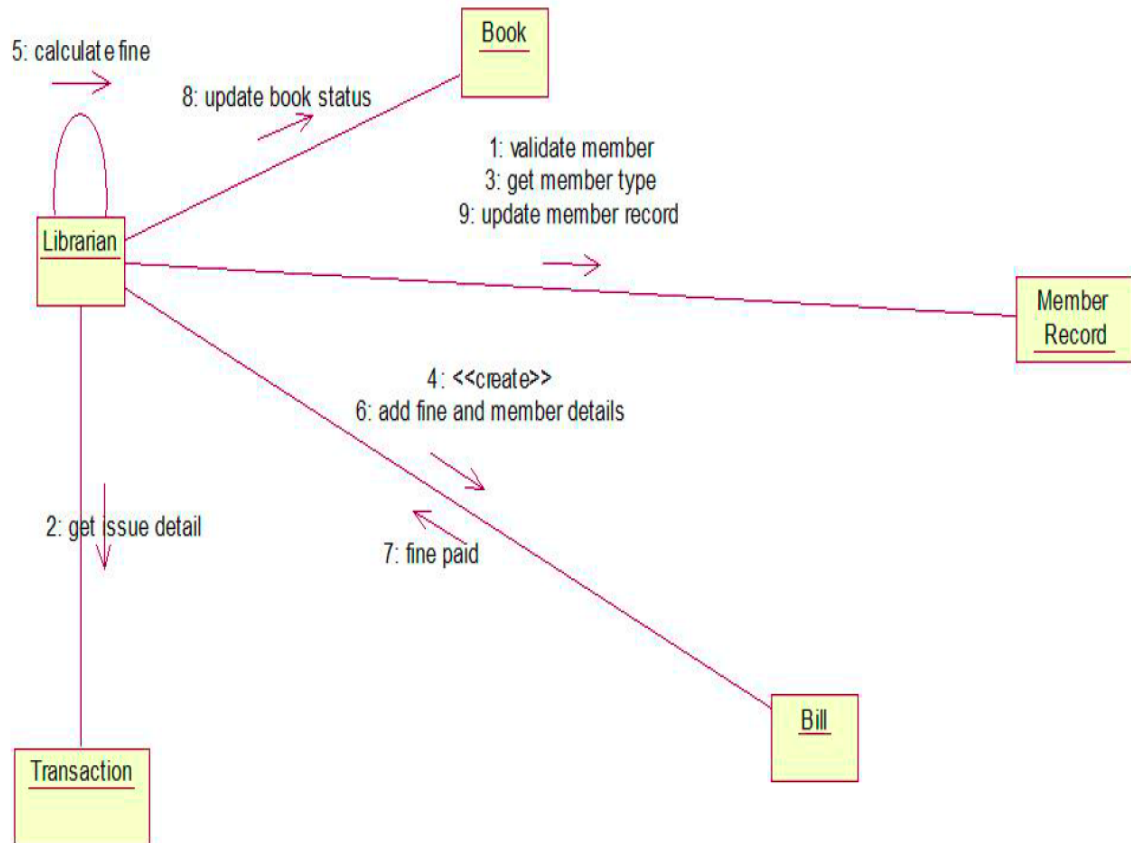 5: calculate fine
Book
8: update book status
1: validate member
3: get member type
9: update member record
Librarian
Member
Record
4: <<create>>
6: add fine and member details
2: get issue detail
7: fine paid
Bill
Transaction